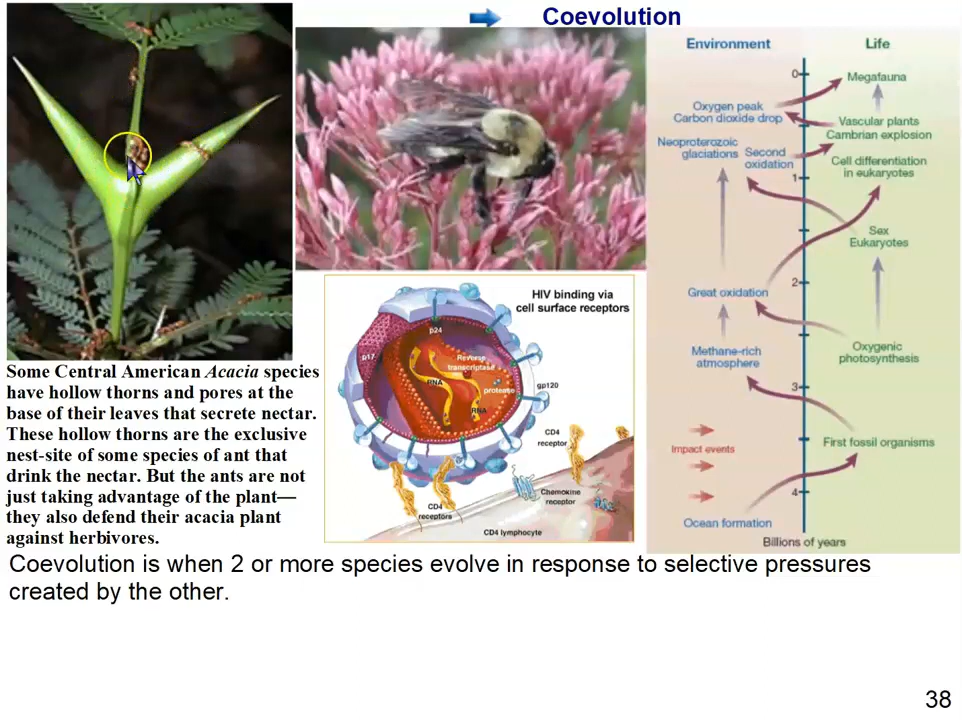 Coevolution
Some Central American Acacia species
have hollow thorns and pores at the
base of their leaves that secrete nectar.
These hollow thorns are the exclusive
nest-site of some species of ant that
drink the nectar. But the ants are not
just taking advantage of the plant—
they also defend their acacia plant
against herbivores.
HIV binding via
cell surface receptors
p24
p17
Reverse
transcriptase
RNA
protease
RNA
gp120
CD4
receptor
CD4
receptors
Chemokine
receptor
CD4 lymphocyte
Environment
Life
0
Megafauna
Oxygen peak
Carbon dioxide drop
Vascular plants
Cambrian explosion
Neoproterozoic
glaciations
Second
oxidation
Cell differentiation
in eukaryotes
1
Sex
Eukaryotes
2
Great oxidation
Methane-rich
atmosphere
Oxygenic
photosynthesis
3
First fossil organisms
Impact events
4
Ocean formation
Billions of years
Coevolution is when 2 or more species evolve in response to selective pressures
created by the other.
38